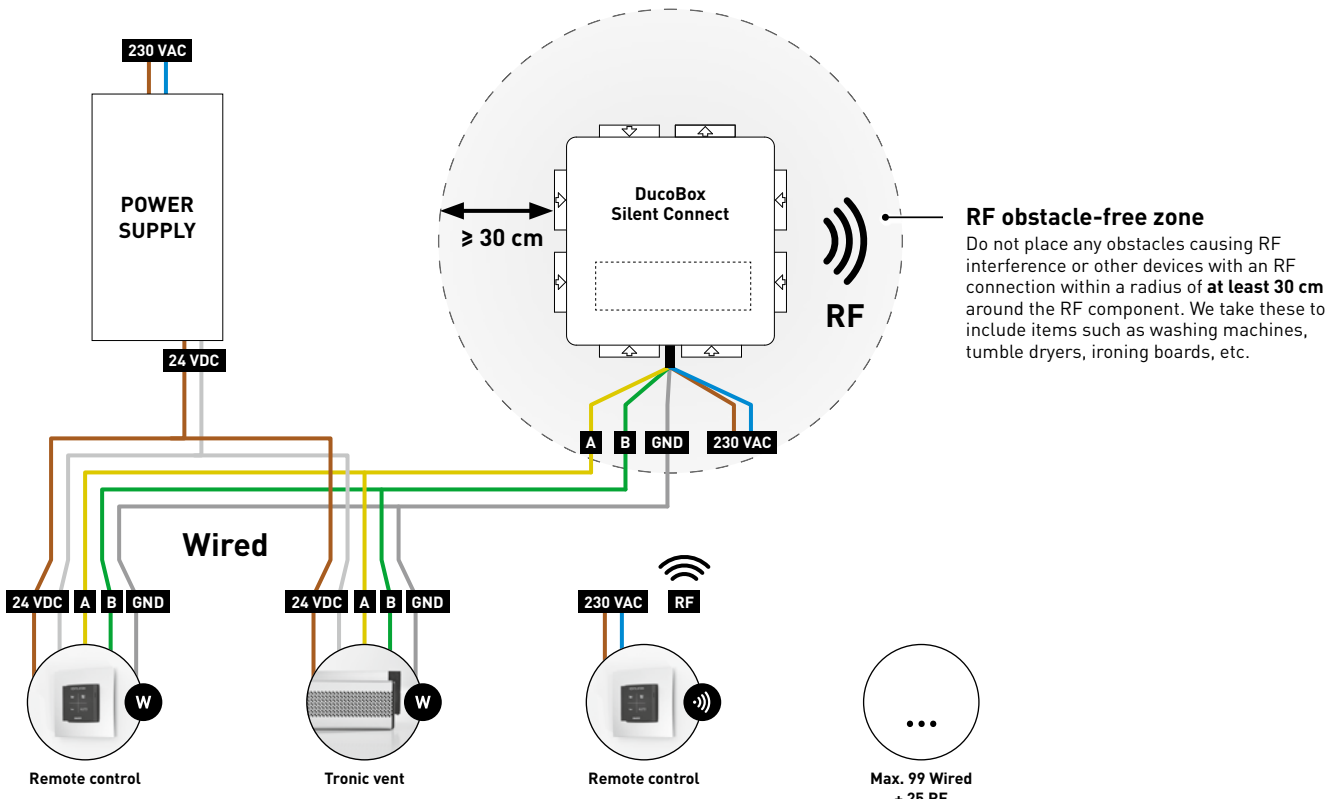 230 VAC
POWER
SUPPLY
24 VDC
DucoBox
Silent Connect
≥ 30 cm
RF
RF obstacle-free zone
Do not place any obstacles causing RF
interference or other devices with an RF
connection within a radius of at least 30 cm
around the RF component. We take these to
include items such as washing machines,
tumble dryers, ironing boards, etc.
A B GND 230 VAC
Wired
24 VDC A B GND
24 VDC A B GND
230 VAC RF
W
W
...
Remote control
Tronic vent
Remote control
Max. 99 Wired
+ 25 RF